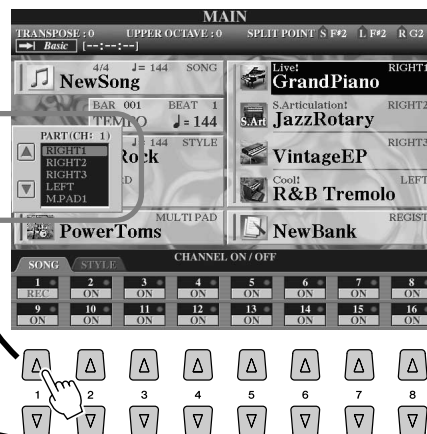 MAIN
TRANSPOSE : 0 UPPER OCTAVE : 0 SPLIT POINT S F#2 L F#2 R G2
Basic [--:--:--]
4/4 ♩= 144 SONG
NewSong
BAR 001 BEAT 1
TEMPO ♩= 144
♩= 144 STYLE
Rock
PART(CH: 1)
RIGHT1
RIGHT2
RIGHT3
LEFT
M.PAD1
MULTI PAD
PowerToms
Live! RIGHT1
GrandPiano
S.Articulation! RIGHT2
S.Art JazzRotary
RIGHT3
VintageEP
Cool! LEFT
R&B Tremolo
REGIST
NewBank
SONG STYLE CHANNEL ON / OFF
1 2 3 4 5 6 7 8
REC ON ON ON ON ON ON ON
9 10 11 12 13 14 15 16
ON ON ON ON ON ON ON ON
1 2 3 4 5 6 7 8